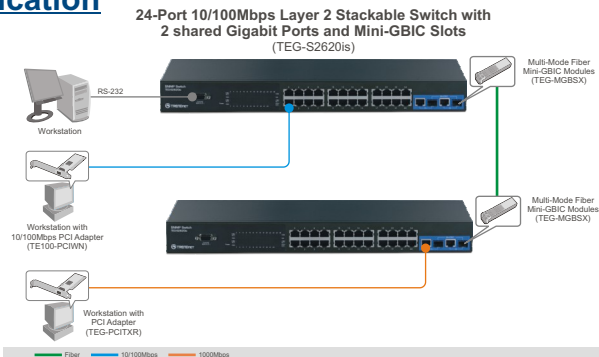 ication
24-Port 10/100Mbps Layer 2 Stackable Switch with
2 shared Gigabit Ports and Mini-GBIC Slots
(TEG-S2620is)
Multi-Mode Fiber
Mini-GBIC Modules
(TEG-MGBSX)
RS-232
TRENDnet
Workstation
Workstation with
10/100Mbps PCI Adapter
(TE100-PCIWN)
Multi-Mode Fiber
Mini-GBIC Modules
(TEG-MGBSX)
TRENDnet
Workstation with
PCI Adapter
(TEG-PCITXR)
Fiber 10/100Mbps 1000Mbps